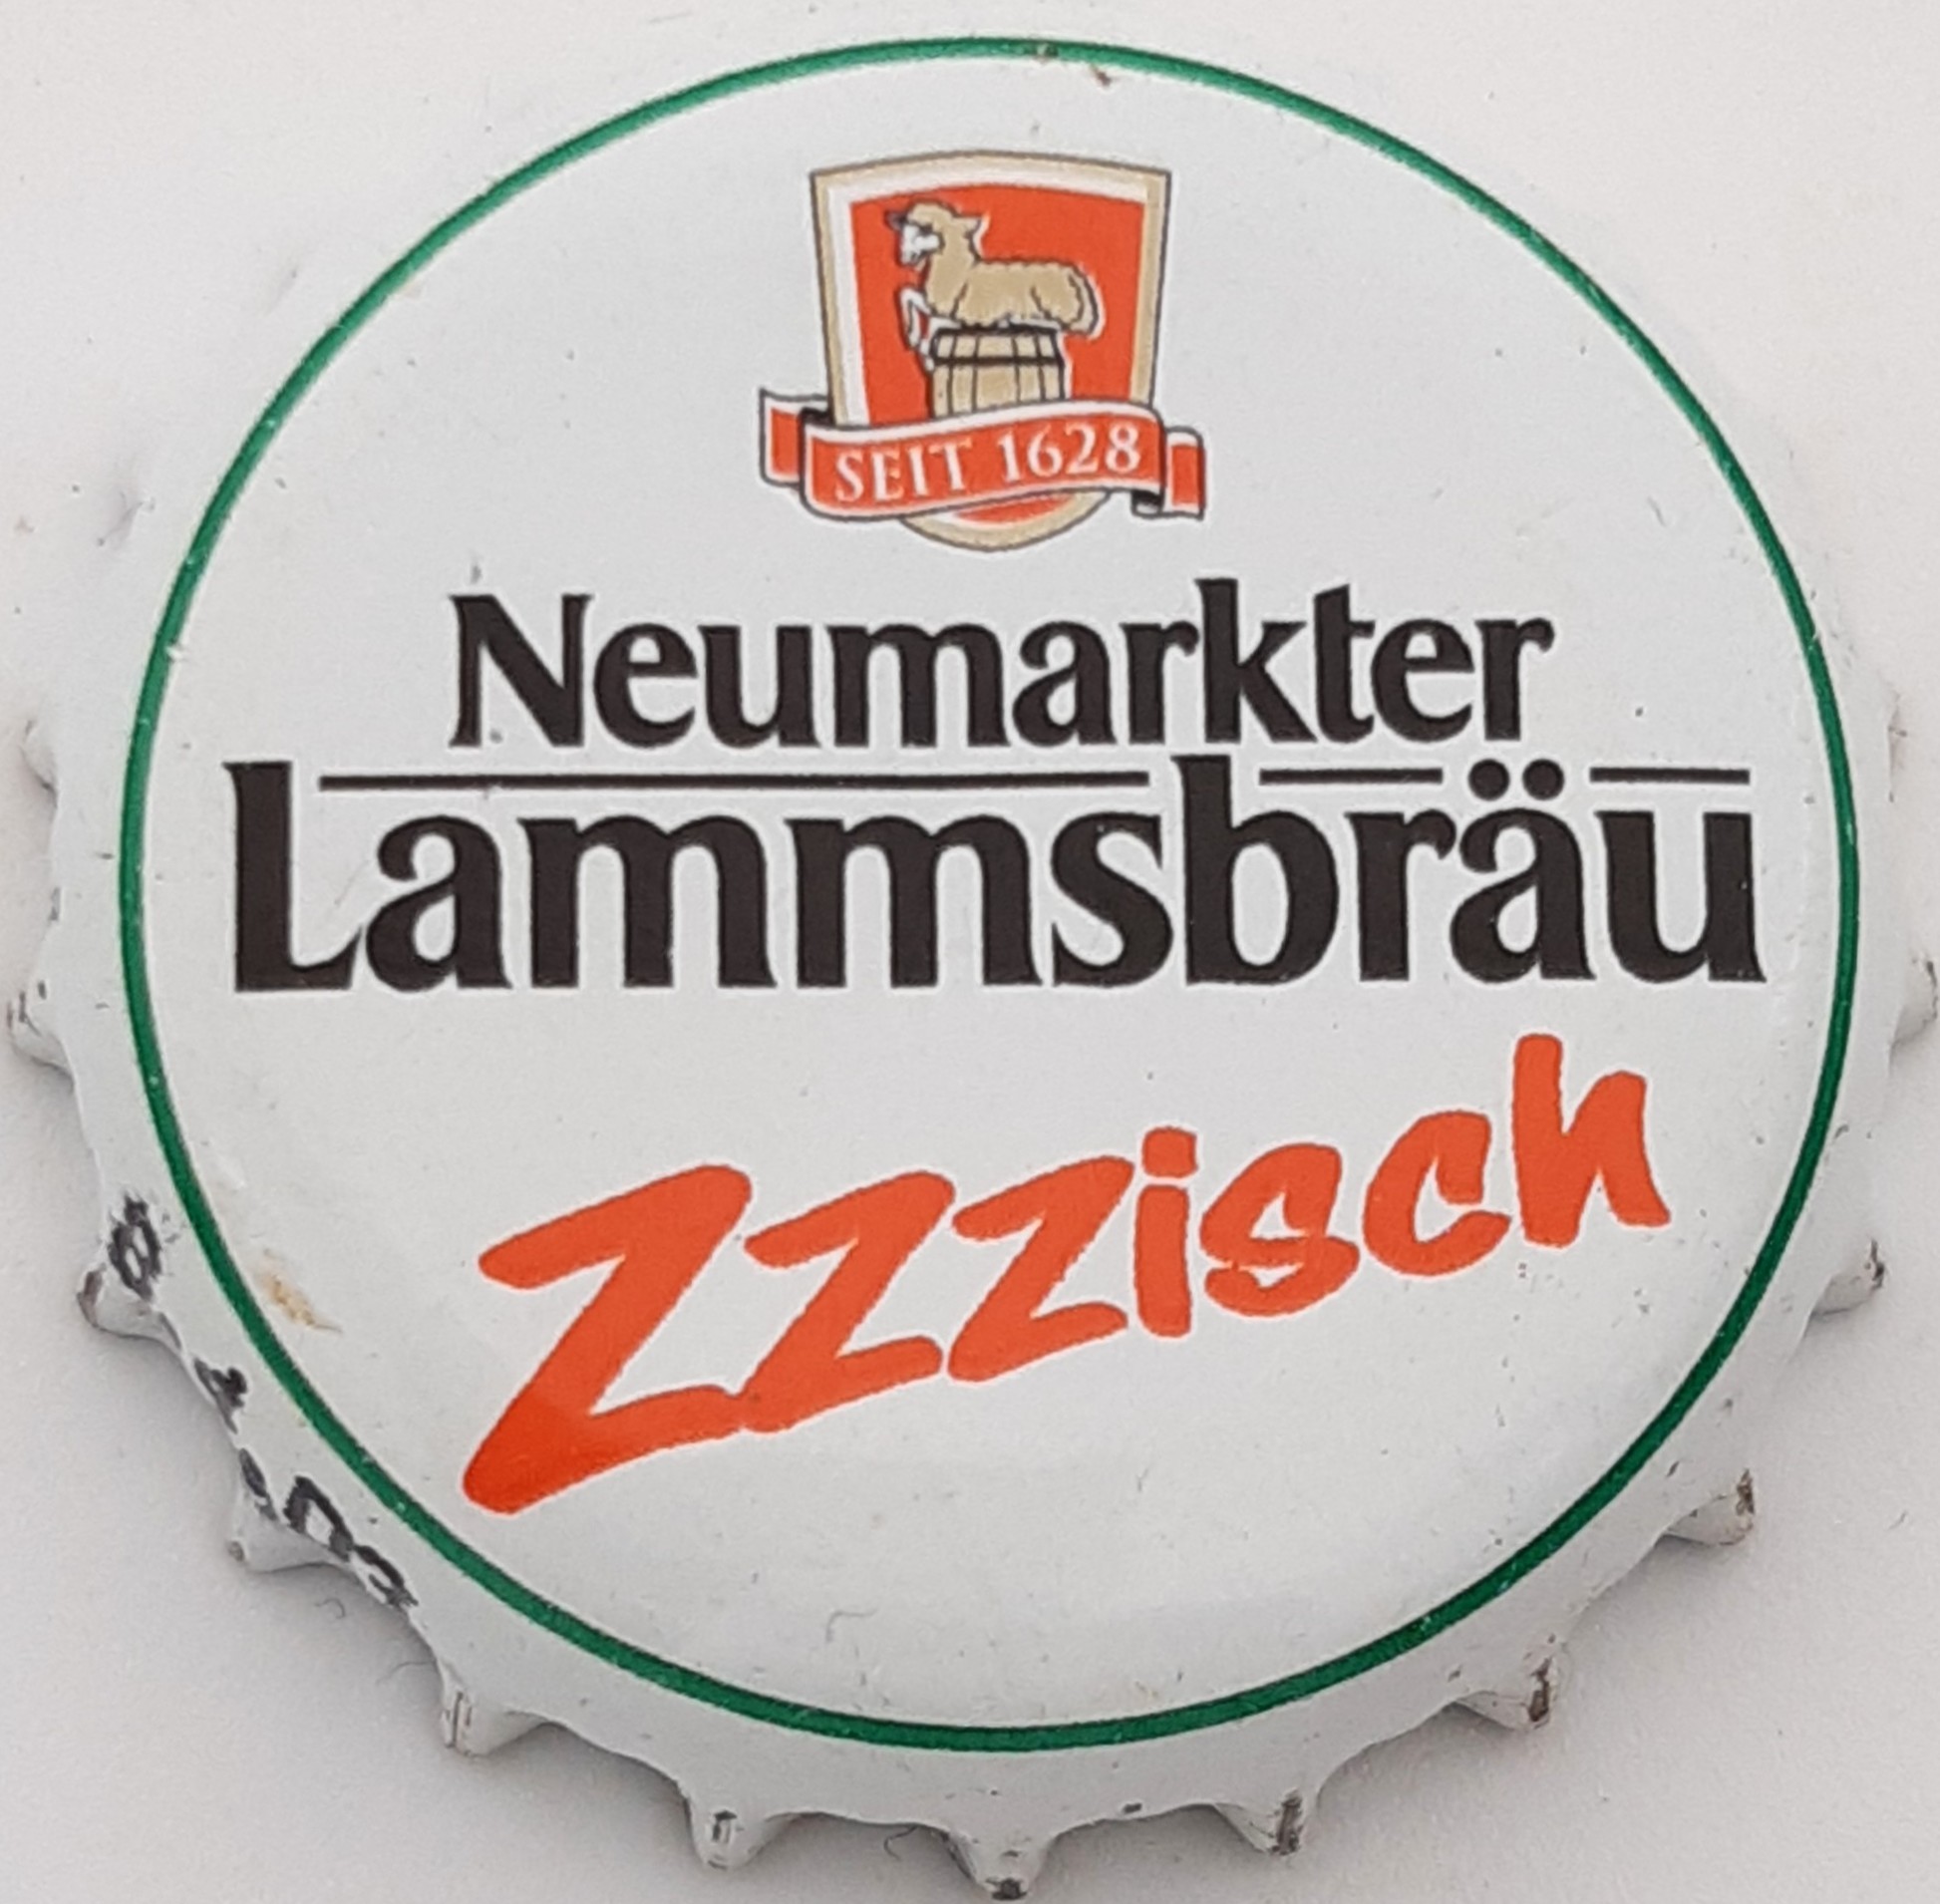 SEIT 1628
Neumarkter
Lammsbräu
Zzzisch